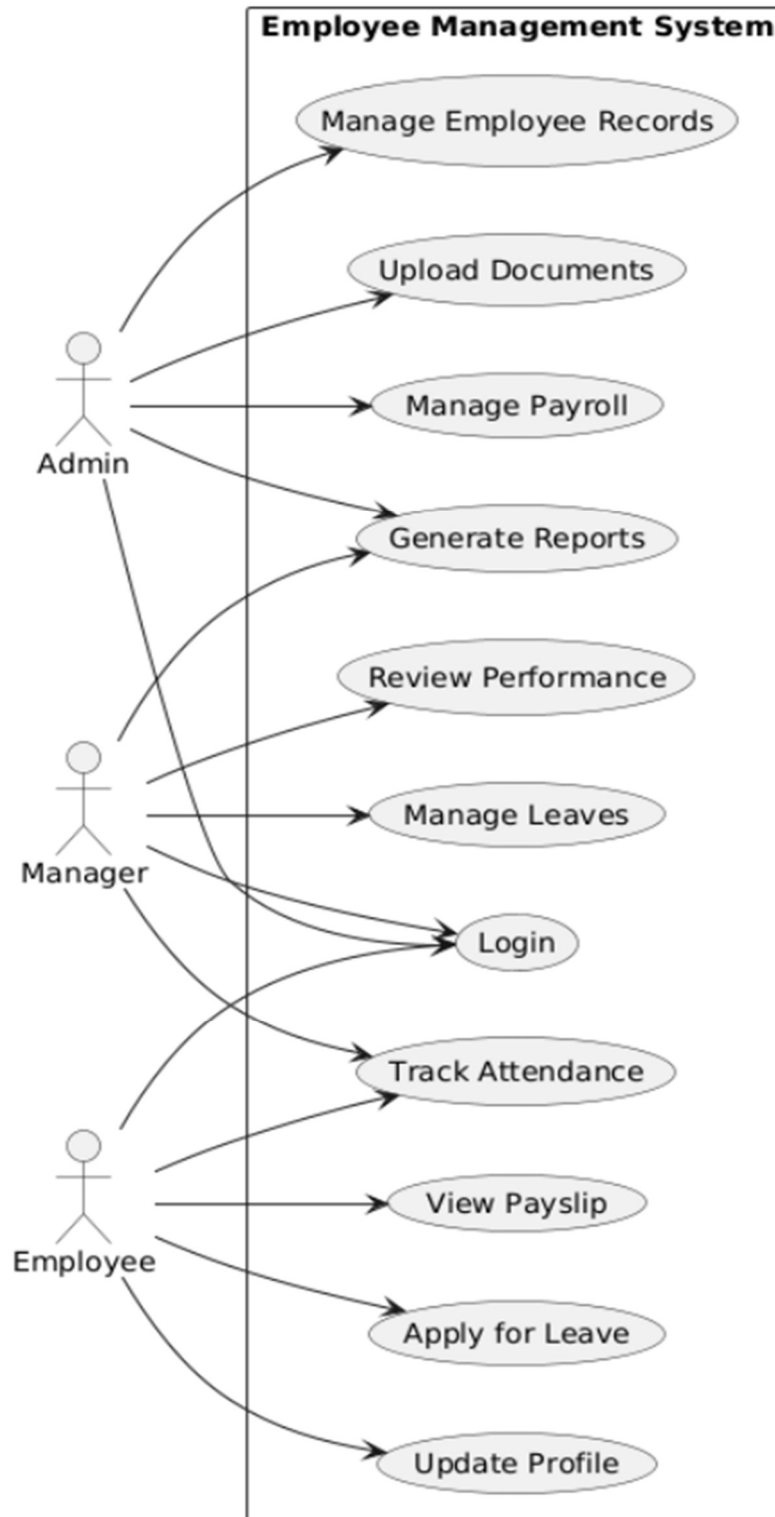 Employee Management System
Manage Employee Records
Upload Documents
Manage Payroll
Admin
Generate Reports
Review Performance
Manage Leaves
Manager
Login
Track Attendance
View Payslip
Employee
Apply for Leave
Update Profile